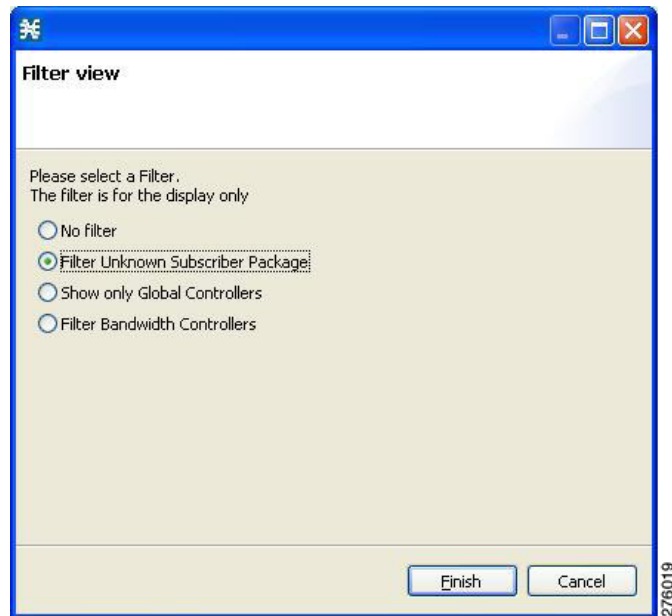 Filter view
Please select a Filter.
The filter is for the display only
No filter
Filter Unknown Subscriber Package
Show only Global Controllers
Filter Bandwidth Controllers
Finish
Cancel
76019